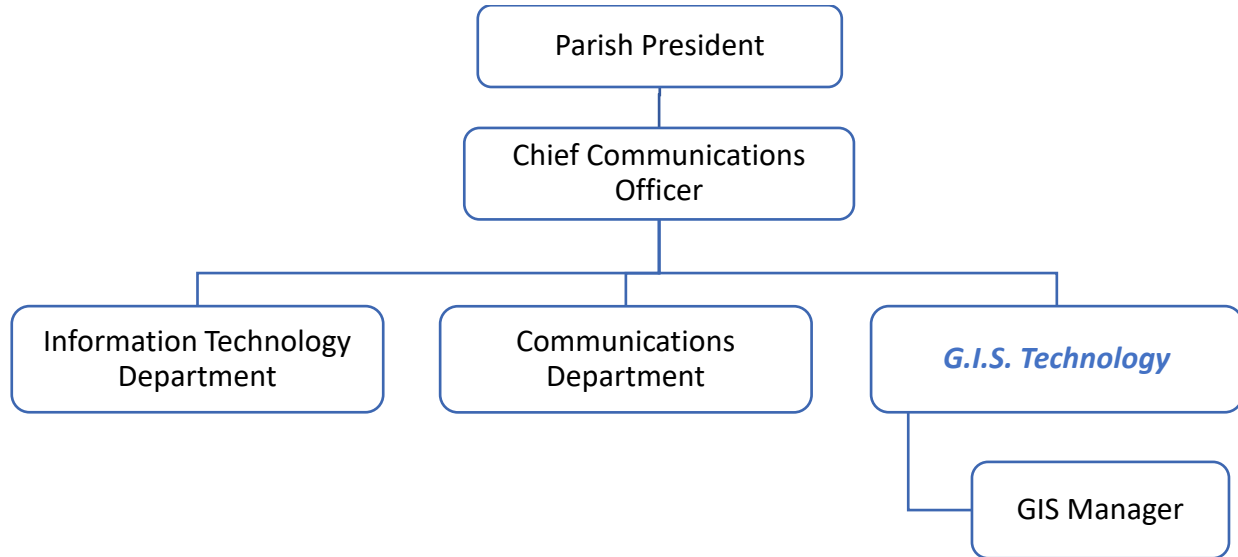 Parish President
Chief Communications
Officer
Information Technology
Department
Communications
Department
G.I.S. Technology
GIS Manager